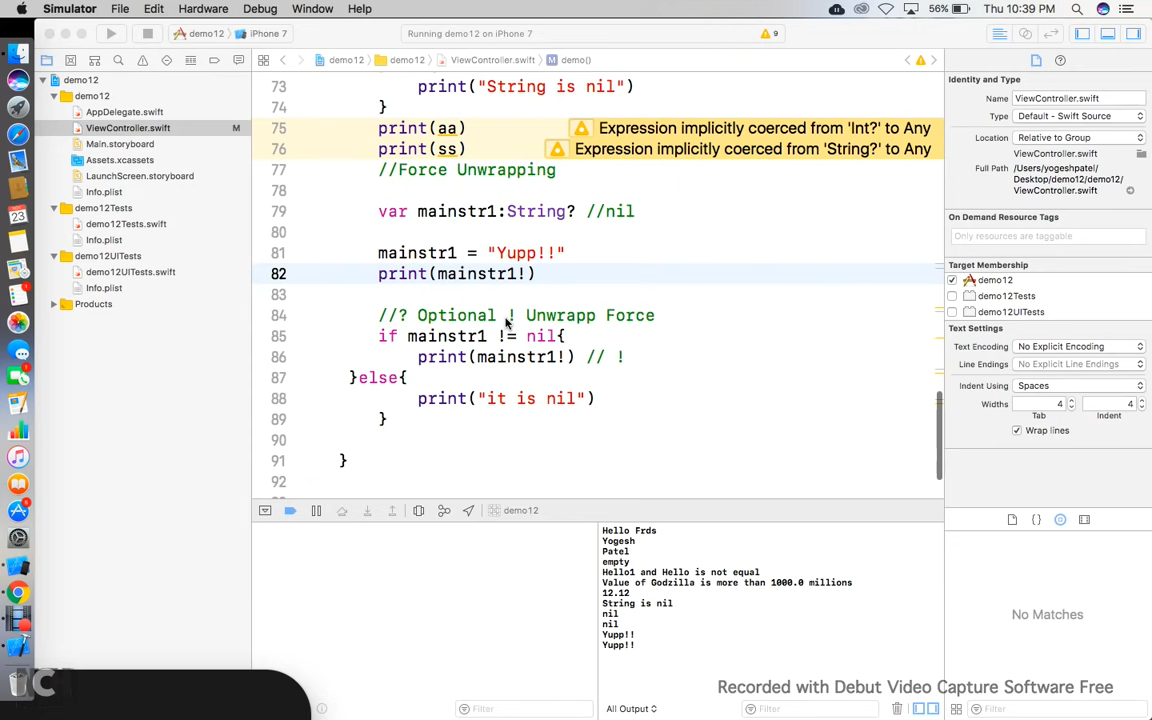 Simulator File Edit View Hardware Debug Window Help 56% Thu 10:39 PM
demo12 iPhone 7 Running demo12 on iPhone 7 9
demo12 demo12 ViewController.swift M demo()
demo12
demo12
AppDelegate.swift
ViewController.swift M
Main.storyboard
Assets.xcassets
LaunchScreen.storyboard
Info.plist
demo12Tests
demo12Tests.swift
Info.plist
demo12UITests
demo12UITests.swift
Info.plist
Products
73 print("String is nil")
74 }
75 print(aa) Expression implicitly coerced from 'Int?' to Any
76 print(ss) Expression implicitly coerced from 'String?' to Any
77 //Force Unwrapping
78
79 var mainstr1:String? //nil
80
81 mainstr1 = "Yupp!!"
82 print(mainstr1!)
83
84 //? Optional ! Unwrapp Force
85 if mainstr1 != nil{
86 print(mainstr1!) // !
87 }else{
88 print("it is nil")
89 }
90
91 }
92
Identity and Type
Name ViewController.swift
Type Default - Swift Source
Location Relative to Group
ViewController.swift
Full Path /Users/yogeshpatel/
Desktop/demo12/demo12/
ViewController.swift
On Demand Resource Tags
Only resources are taggable
Target Membership
demo12
demo12Tests
demo12UITests
Text Settings
Text Encoding No Explicit Encoding
Line Endings No Explicit Line Endings
Indent Using Spaces
Widths 4 4
Tab Indent
Wrap lines
No Matches
demo12
Hello Frds
Yogesh
Patel
empty
Hello1 and Hello is not equal
Value of Godzilla is more than 1000.0 millions
12.12
String is nil
nil
nil
Yupp!!
Yupp!!
Recorded with Debut Video Capture Software Free
Filter All Output Filter Filter